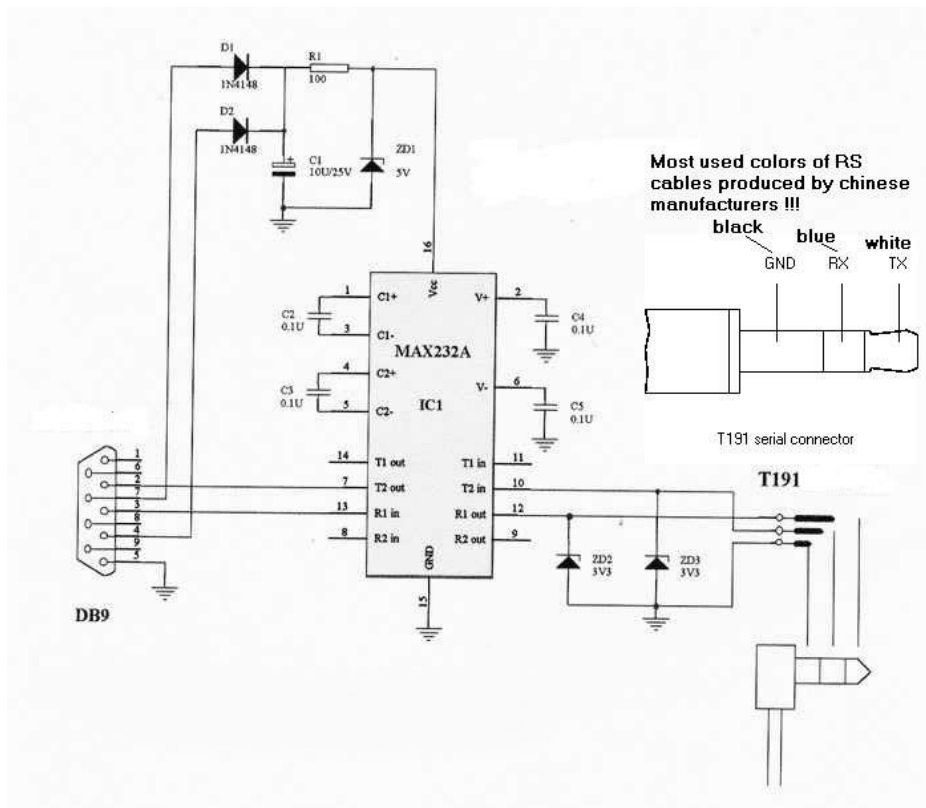 D1
1N4148
R1
100
D2
1N4148
C1
10U/25V
ZD1
5V
Most used colors of RS
cables produced by chinese
manufacturers !!!
black
blue
white
GND
RX
TX
T191 serial connector
16
Vcc
1
C1+
V+
2
C2
0.1U
C4
0.1U
3
C1-
MAX232A
4
C2+
V-
6
C3
0.1U
IC1
C5
0.1U
5
C2-
14
T1 out
T1 in
11
7
T2 out
T2 in
10
13
R1 in
R1 out
12
8
R2 in
R2 out
9
GND
15
1
6
2
7
3
8
4
9
5
DB9
T191
ZD2
3V3
ZD3
3V3